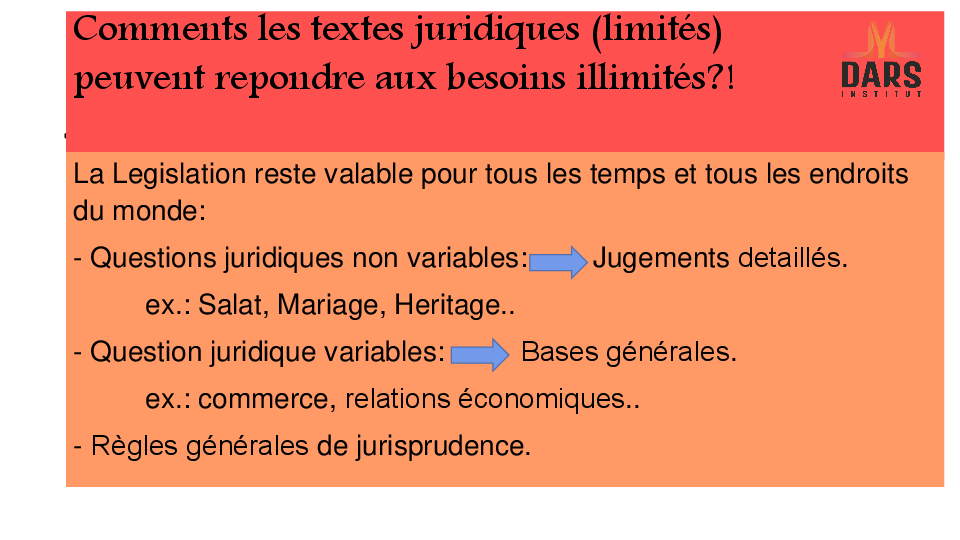 Comments les textes juridiques (limités)
peuvent repondre aux besoins illimités?!
DARS
INSTITUT
La Legislation reste valable pour tous les temps et tous les endroits
du monde:
- Questions juridiques non variables: Jugements detaillés.
ex.: Salat, Mariage, Heritage..
- Question juridique variables: Bases générales.
ex.: commerce, relations économiques..
- Règles générales de jurisprudence.